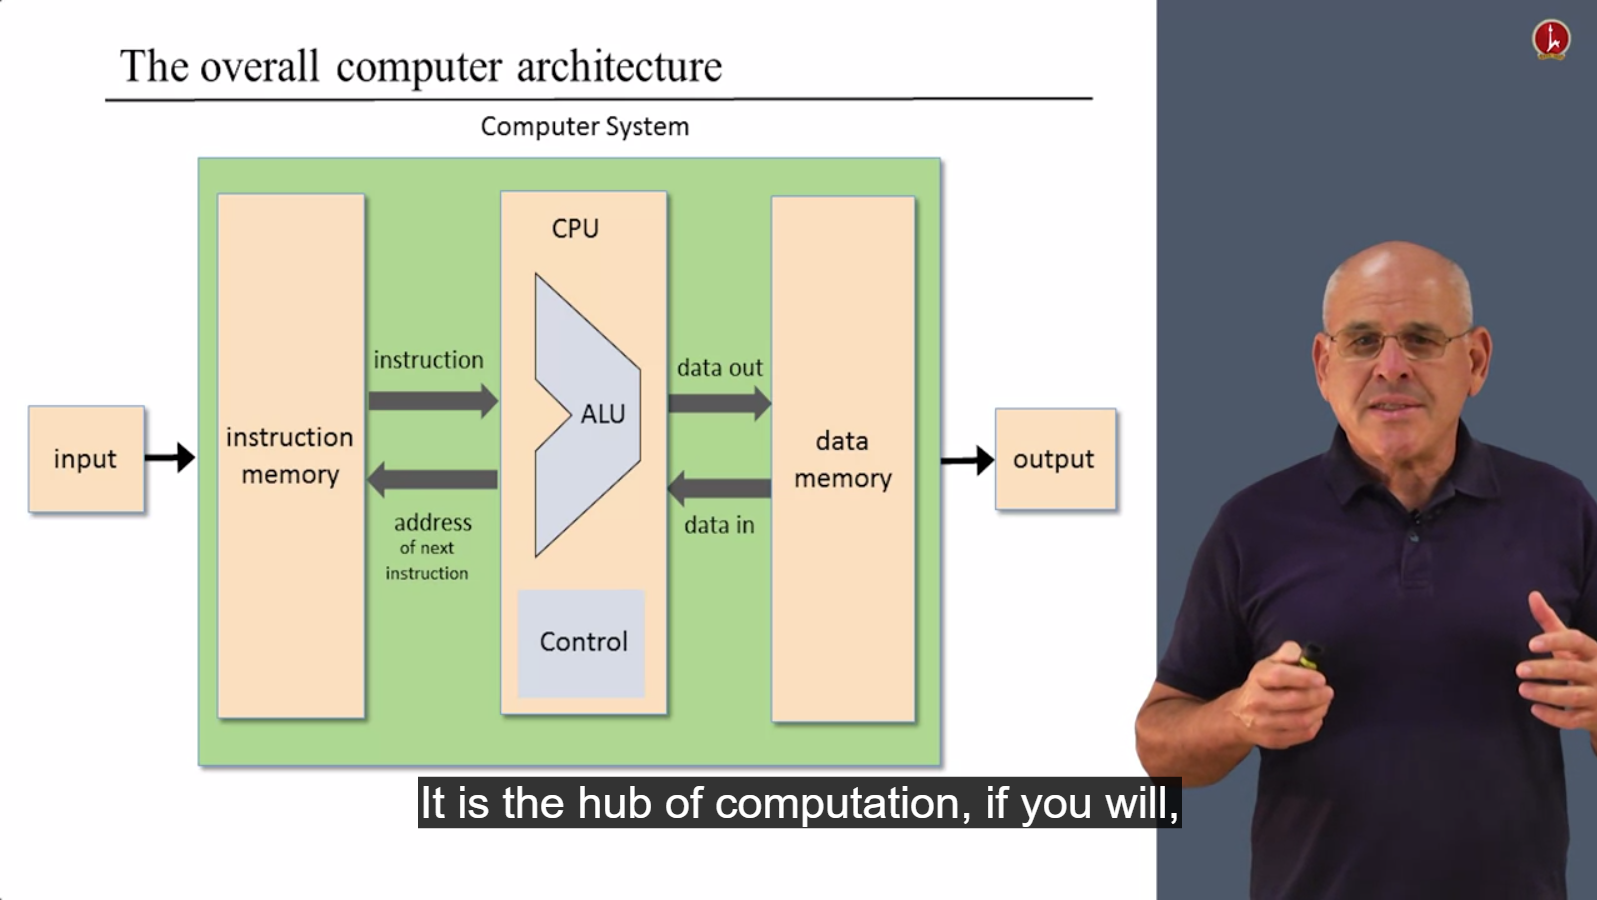 The overall computer architecture
Computer System
input
instruction
memory
instruction
address
of next
instruction
CPU
ALU
Control
data out
data in
data
memory
output
It is the hub of computation, if you will,